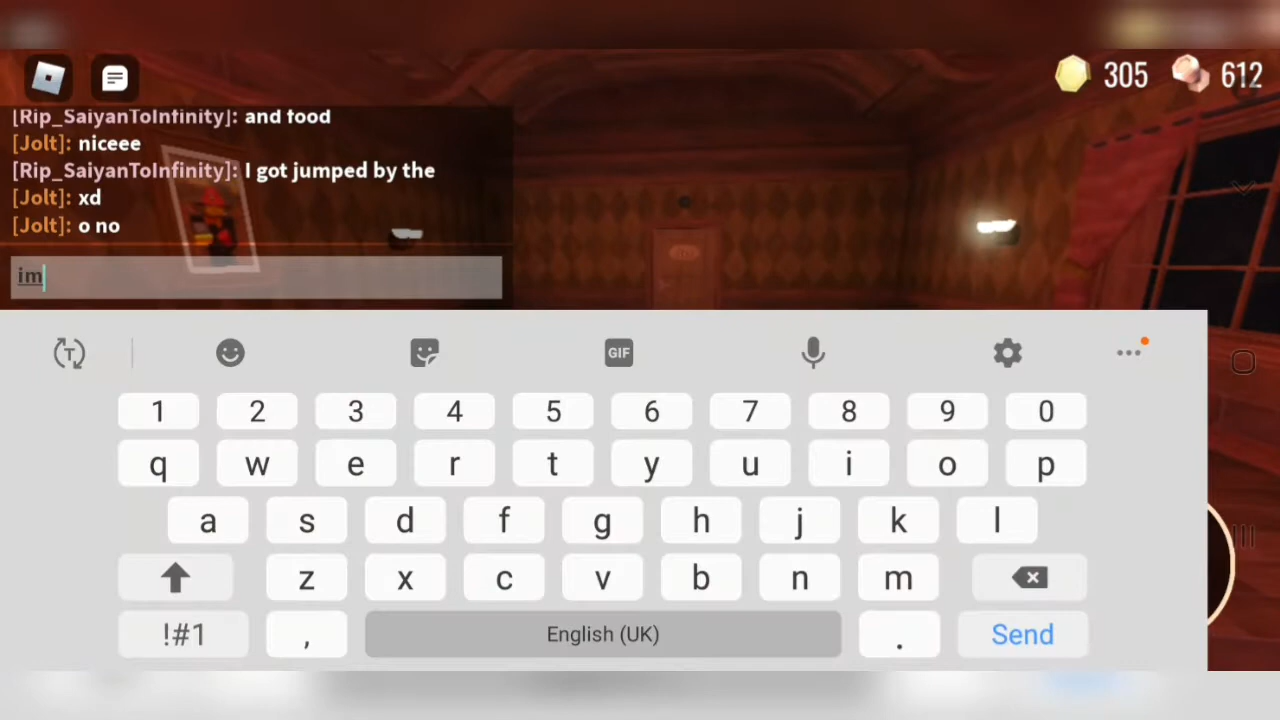 305 612
[Rip_SaiyanToInfinity]: and food
[Jolt]: niceee
[Rip_SaiyanToInfinity]: I got jumped by the
[Jolt]: xd
[Jolt]: o no
im
GIF
1 2 3 4 5 6 7 8 9 0
q w e r t y u i o p
a s d f g h j k l
z x c v b n m
!#1 , English (UK) . Send